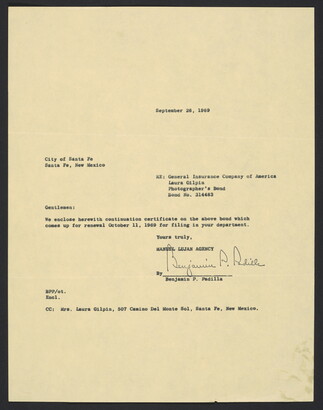 September 26, 1969
City of Santa Fe
Santa Fe, New Mexico
RE: General Insurance Company of America
Laura Gilpin
Photographer's Bond
Bond No. 314483
Gentlemen:
We enclose herewith continuation certificate on the above bond which
comes up for renewal October 11, 1969 for filing in your department.
Yours truly,
MANUEL LUJAN AGENCY
By
Benjamin P. Padilla
BPP/st.
Encl.
CC: Mrs. Laura Gilpin, 507 Camino Del Monte Sol, Santa Fe, New Mexico.